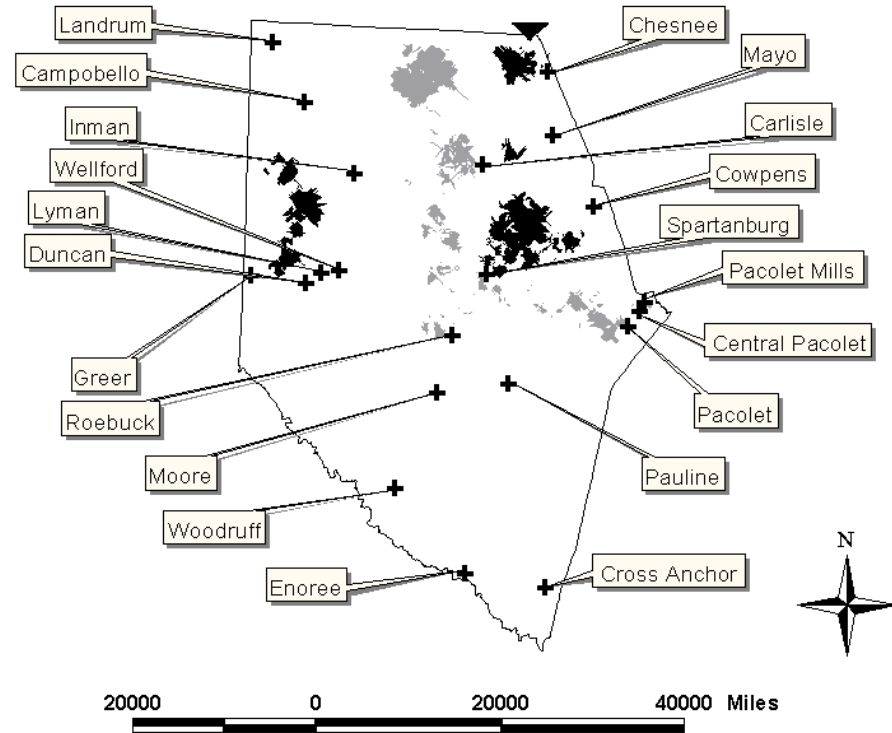 Landrum
Chesnee
Mayo
Campobello
Inman
Carlisle
Wellford
Cowpens
Lyman
Spartanburg
Duncan
Pacolet Mills
Central Pacolet
Greer
Pacolet
Roebuck
Moore
Pauline
Woodruff
N
Enoree
Cross Anchor
20000 0 20000 40000 Miles